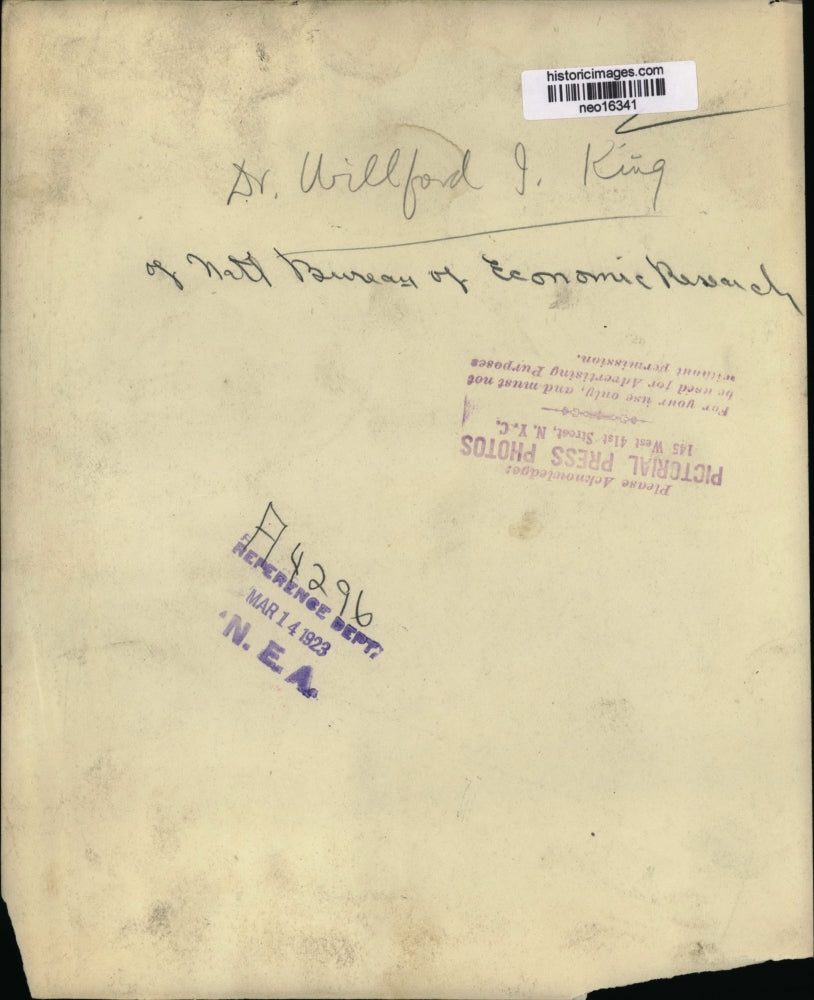 historicimages.com
neo16341
Dr. Willford I. King
of Nat'l Bureau of Economic Research
Please Acknowledge:
PICTORIAL PRESS PHOTOS
145 West 41st Street, N. Y. C.
For your use only, and must not
be used for Advertising Purposes
without permission.
A4296
REFERENCE DEPT.
MAR 14 1923
N. E. A.